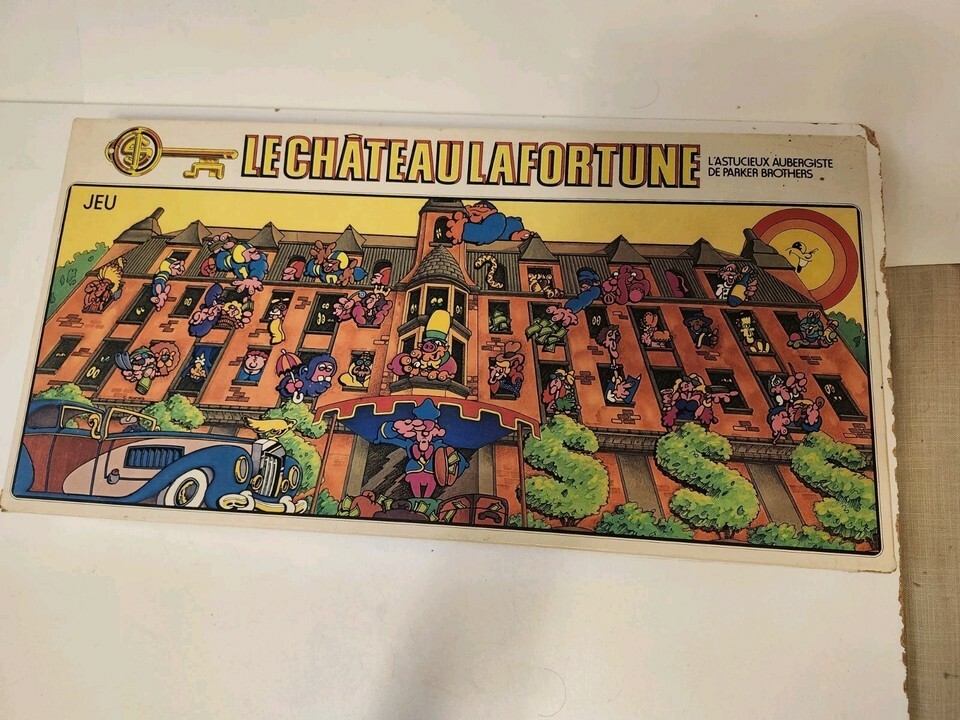 LE CHÂTEAU LAFORTUNE
L'ASTUCIEUX AUBERGISTE
DE PARKER BROTHERS
JEU
S S S